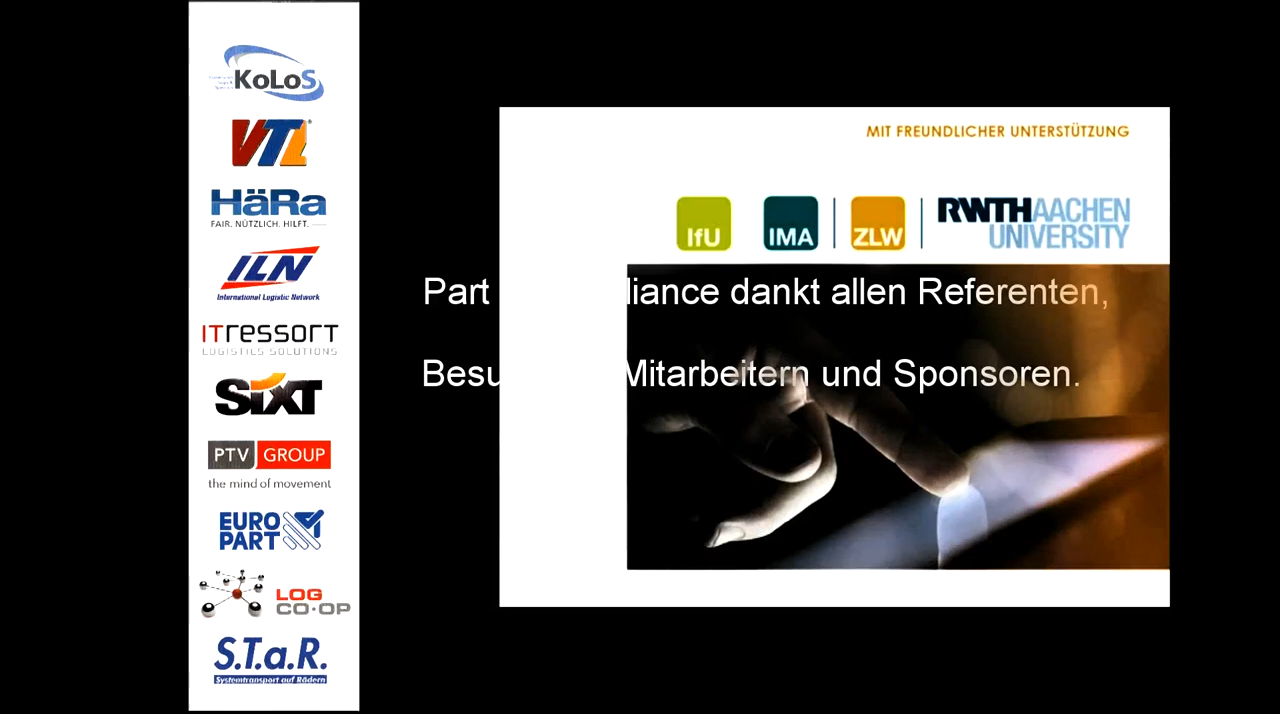 KoLoS
VTL
HäRa
FAIR. NÜTZLICH. HILFT.
ILN
International Logistic Network
ITressort
LOGISTICS SOLUTIONS
SIXT
PTV GROUP
the mind of movement
EURO
PART
LOG
CO·OP
S.T.a.R.
Systemtransport auf Rädern
MIT FREUNDLICHER UNTERSTÜTZUNG
IfU IMA ZLW RWTHAACHEN
UNIVERSITY
Part liance dankt allen Referenten,
Besu Mitarbeitern und Sponsoren.